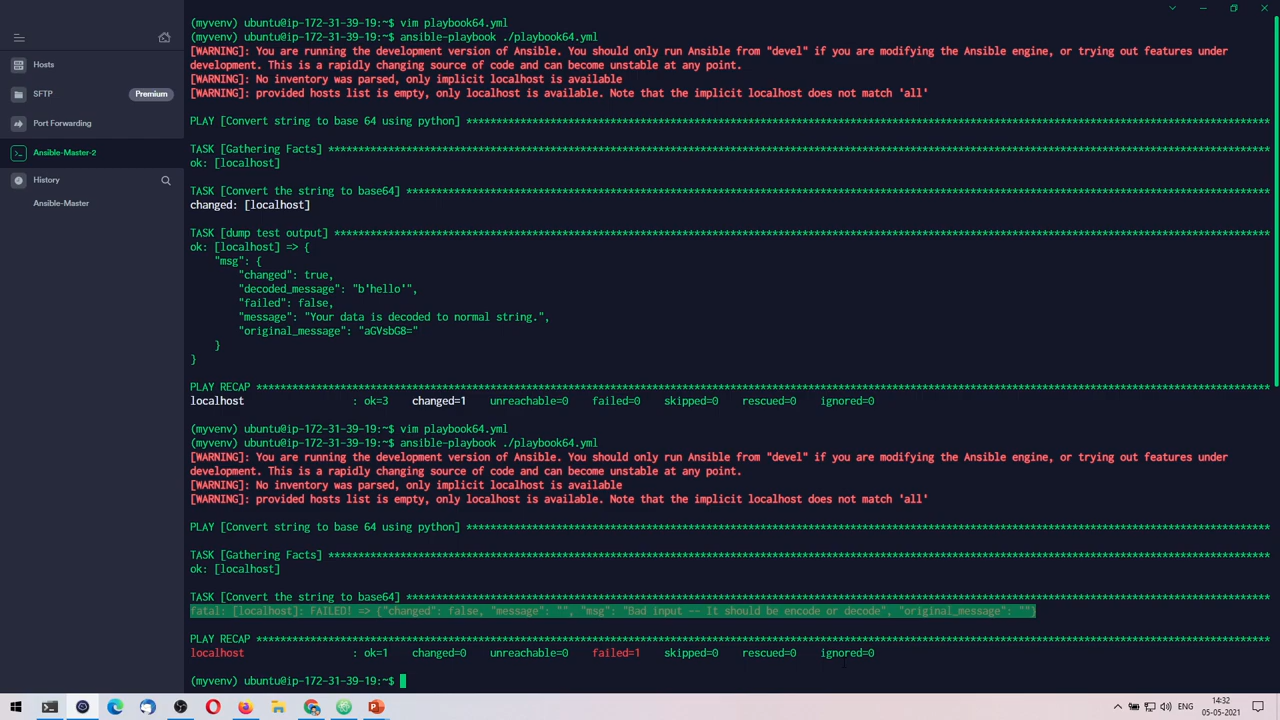 Hosts
SFTP Premium
Port Forwarding
Ansible-Master-2
History
Ansible-Master
(myvenv) ubuntu@ip-172-31-39-19:~$ vim playbook64.yml
(myvenv) ubuntu@ip-172-31-39-19:~$ ansible-playbook ./playbook64.yml
[WARNING]: You are running the development version of Ansible. You should only run Ansible from "devel" if you are modifying the Ansible engine, or trying out features under
development. This is a rapidly changing source of code and can become unstable at any point.
[WARNING]: No inventory was parsed, only implicit localhost is available
[WARNING]: provided hosts list is empty, only localhost is available. Note that the implicit localhost does not match 'all'
PLAY [Convert string to base 64 using python] ***************************************************************************************************************************************
TASK [Gathering Facts] **************************************************************************************************************************************************************
ok: [localhost]
TASK [Convert the string to base64] *************************************************************************************************************************************************
changed: [localhost]
TASK [dump test output] *************************************************************************************************************************************************************
ok: [localhost] => {
"msg": {
"changed": true,
"decoded_message": "b'hello'",
"failed": false,
"message": "Your data is decoded to normal string.",
"original_message": "aGVsbG8="
}
}
PLAY RECAP **************************************************************************************************************************************************************************
localhost : ok=3 changed=1 unreachable=0 failed=0 skipped=0 rescued=0 ignored=0
(myvenv) ubuntu@ip-172-31-39-19:~$ vim playbook64.yml
(myvenv) ubuntu@ip-172-31-39-19:~$ ansible-playbook ./playbook64.yml
[WARNING]: You are running the development version of Ansible. You should only run Ansible from "devel" if you are modifying the Ansible engine, or trying out features under
development. This is a rapidly changing source of code and can become unstable at any point.
[WARNING]: No inventory was parsed, only implicit localhost is available
[WARNING]: provided hosts list is empty, only localhost is available. Note that the implicit localhost does not match 'all'
PLAY [Convert string to base 64 using python] ***************************************************************************************************************************************
TASK [Gathering Facts] **************************************************************************************************************************************************************
ok: [localhost]
TASK [Convert the string to base64] *************************************************************************************************************************************************
fatal: [localhost]: FAILED! => {"changed": false, "message": "", "msg": "Bad input -- It should be encode or decode", "original_message": ""}
PLAY RECAP **************************************************************************************************************************************************************************
localhost : ok=1 changed=0 unreachable=0 failed=1 skipped=0 rescued=0 ignored=0
(myvenv) ubuntu@ip-172-31-39-19:~$
ENG
14:32
05-05-2021